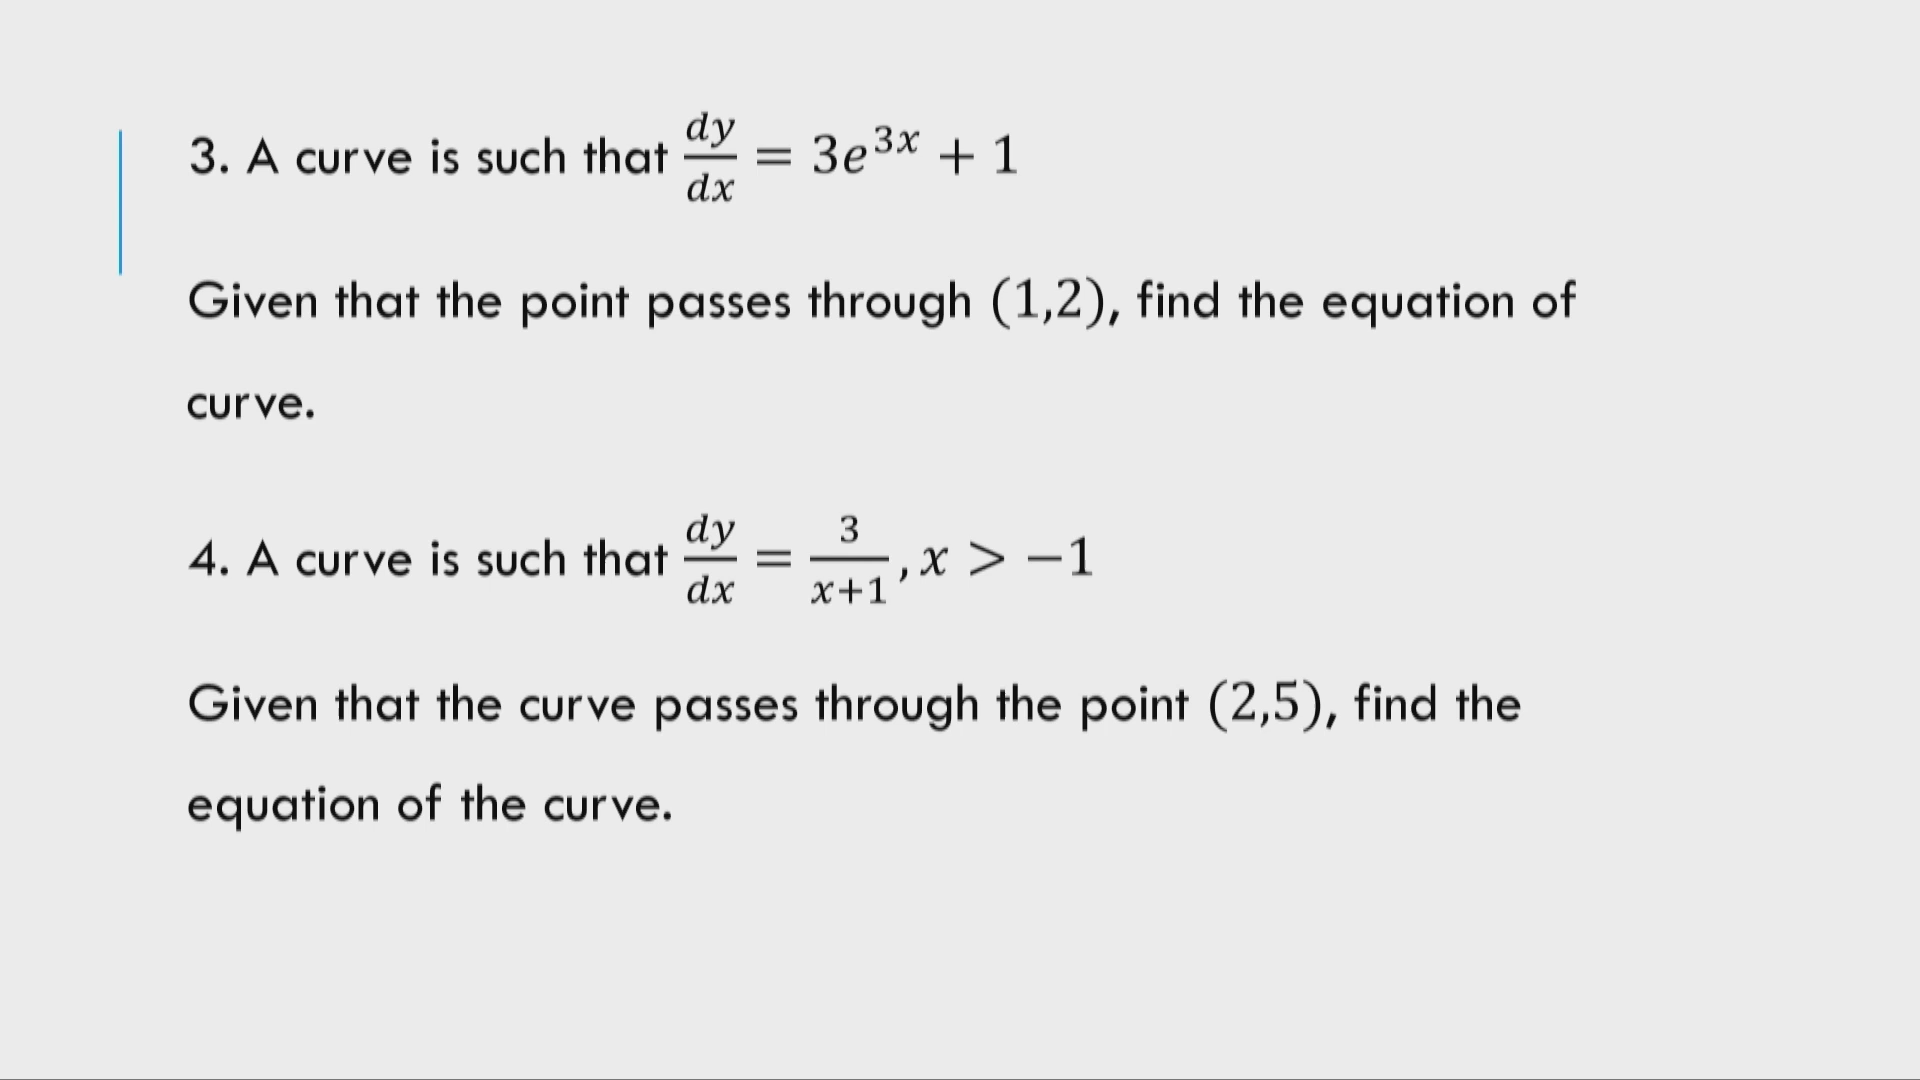 3. A curve is such that dy/dx = 3e^{3x} + 1
Given that the point passes through (1,2), find the equation of
curve.
4. A curve is such that dy/dx = 3/(x+1), x > −1
Given that the curve passes through the point (2,5), find the
equation of the curve.